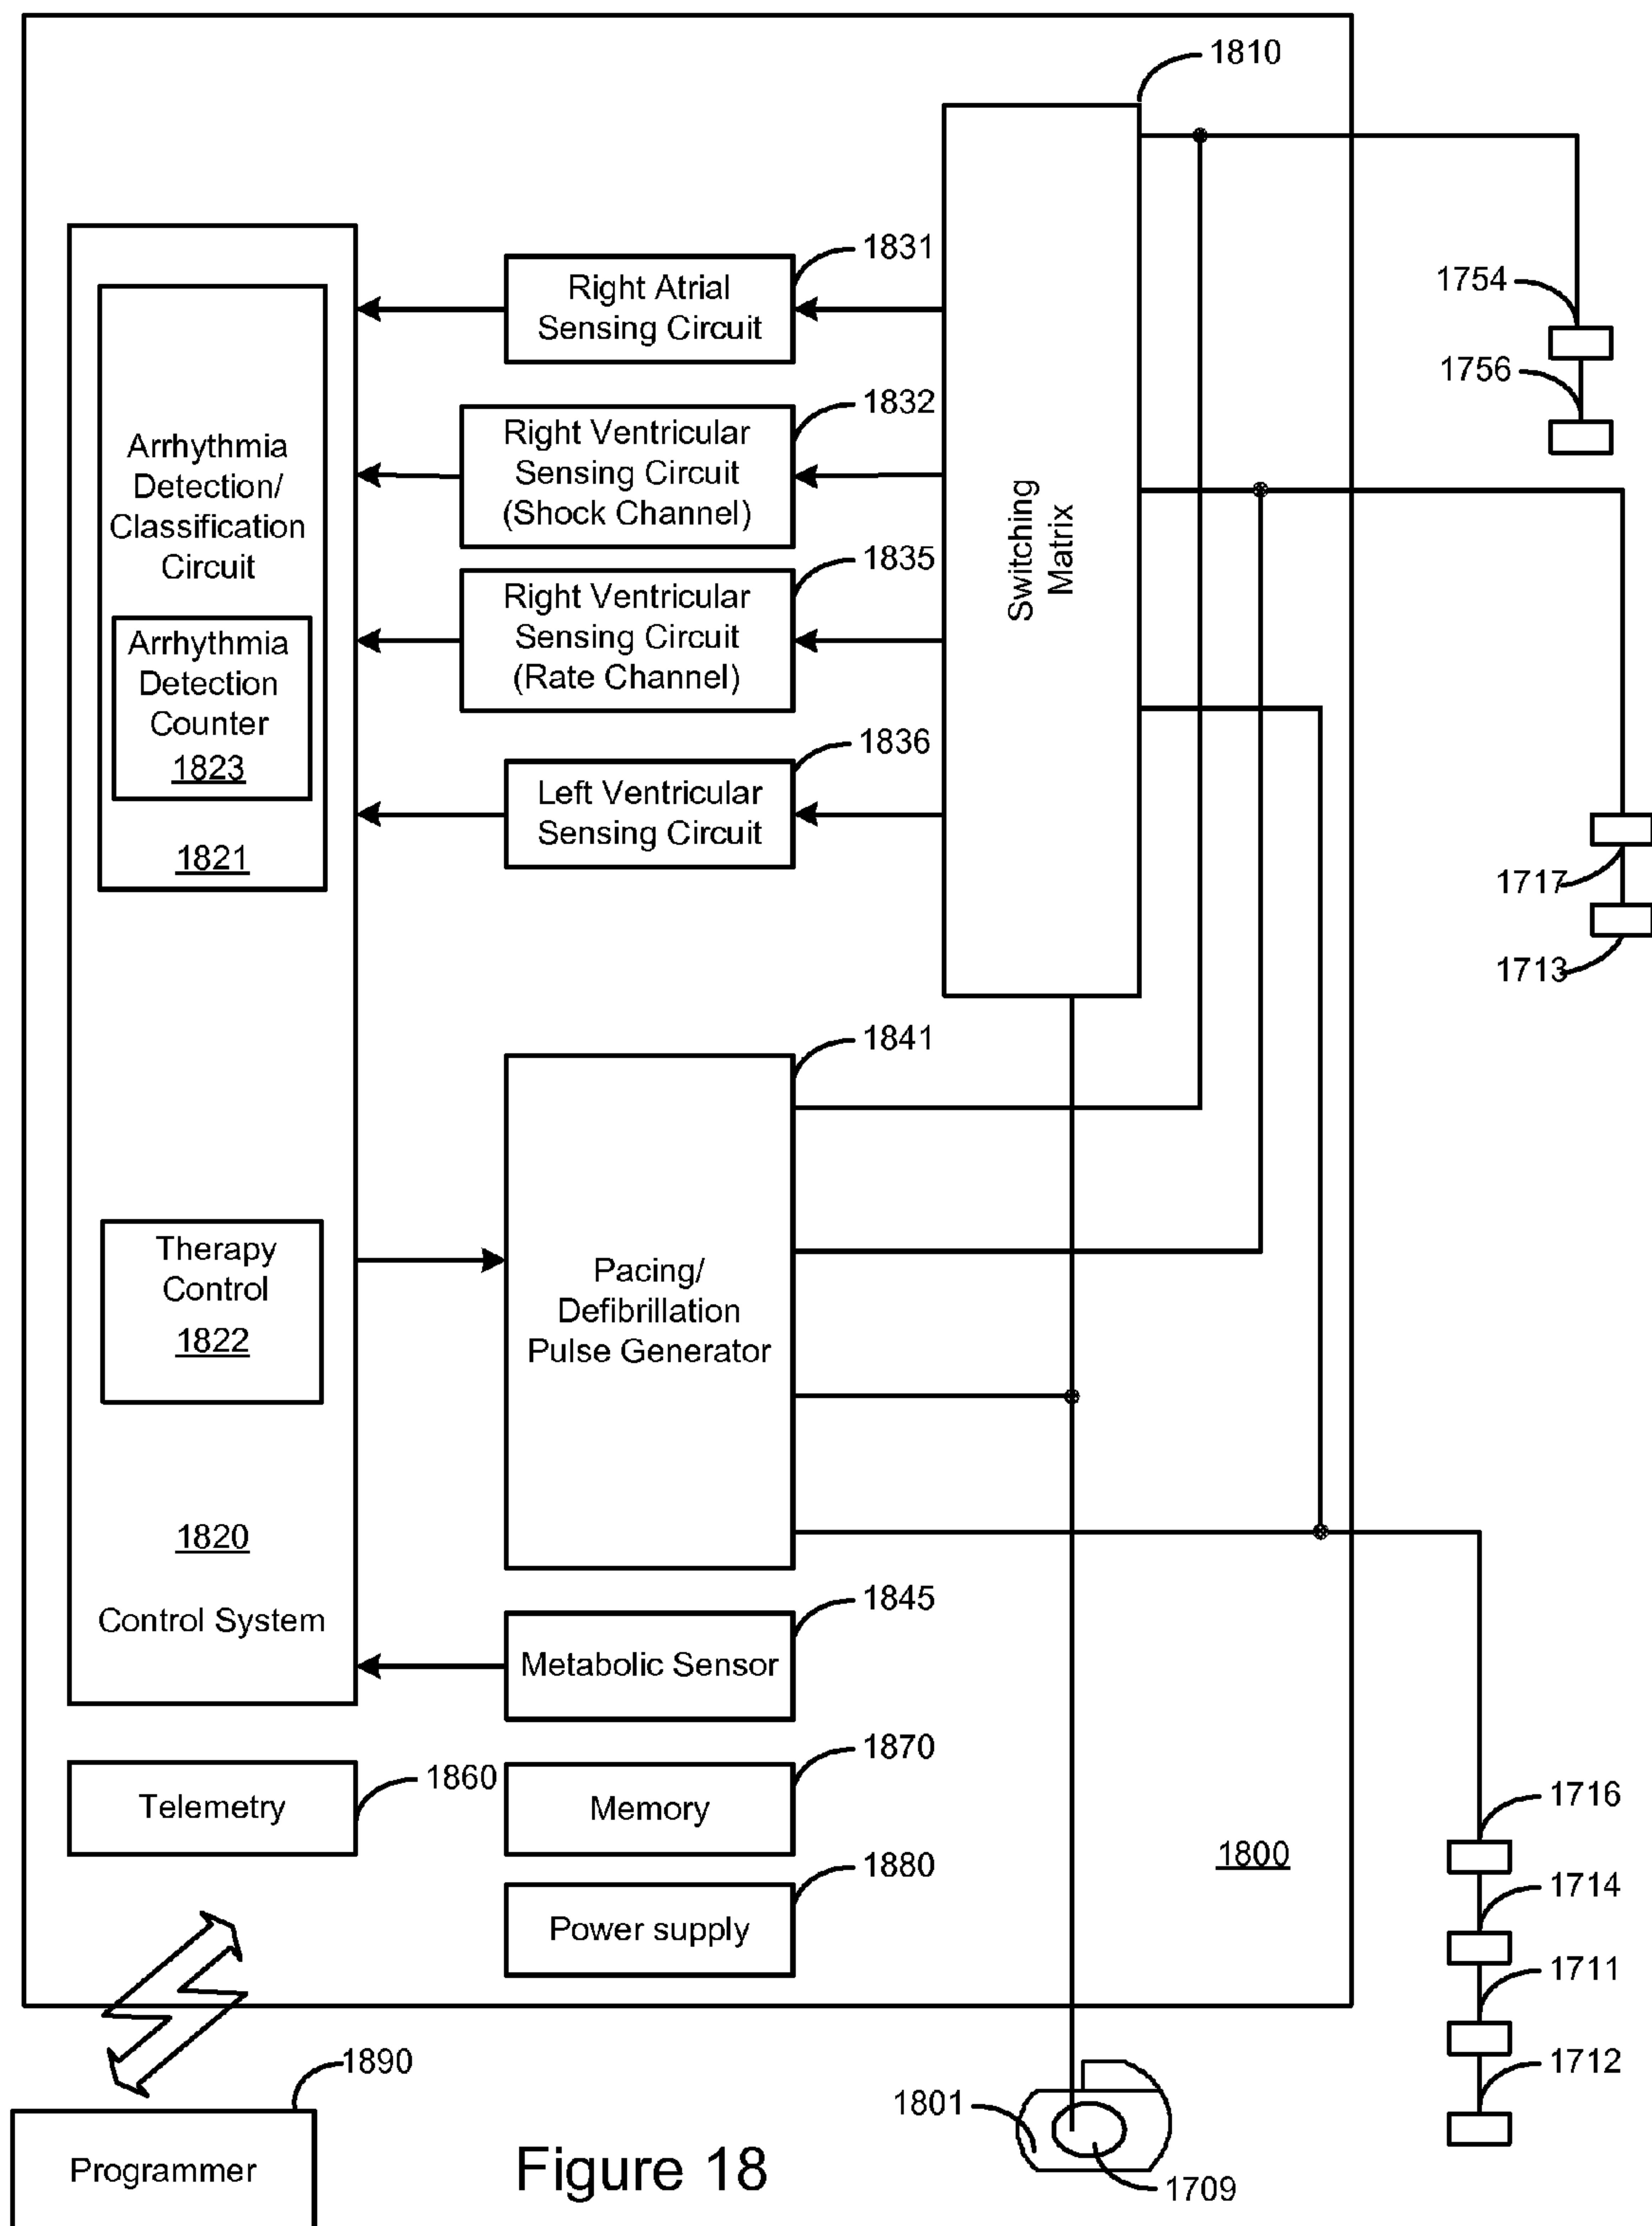 1810
1831
Right Atrial
Sensing Circuit
1754
1756
1832
Right Ventricular
Sensing Circuit
(Shock Channel)
Arrhythmia
Detection/
Classification
Circuit
Switching
Matrix
1835
Right Ventricular
Sensing Circuit
(Rate Channel)
Arrhythmia
Detection
Counter
1823
1836
Left Ventricular
Sensing Circuit
1821
1717
1713
1841
Therapy
Control
1822
Pacing/
Defibrillation
Pulse Generator
1820
Control System
1845
Metabolic Sensor
1860
Telemetry
1870
Memory
1716
1800
1880
Power supply
1714
1711
1712
1890
Programmer
1801
1709
Figure 18